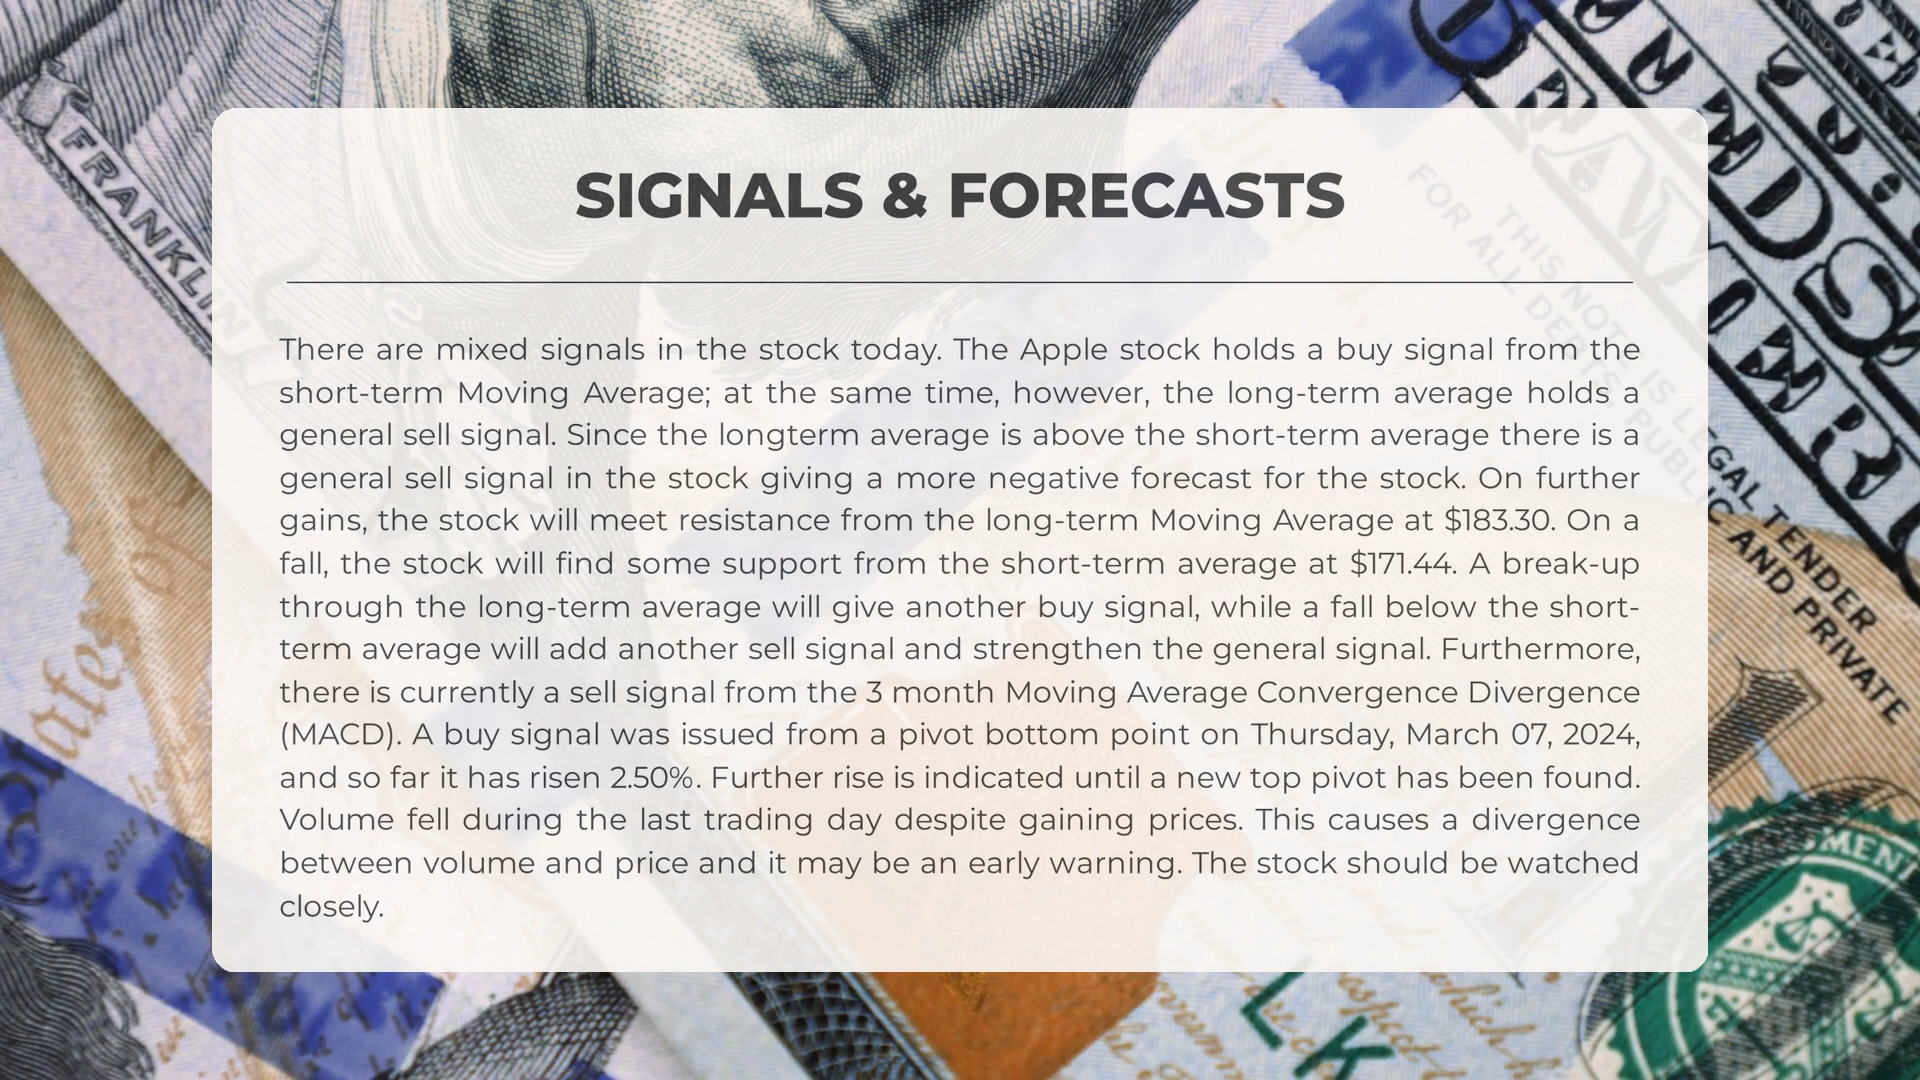 FRANKLIN
SIGNALS & FORECASTS
FOR ALL DEBTS, PUBLIC AND PRIVATE
THIS NOTE IS LEGAL TENDER
There are mixed signals in the stock today. The Apple stock holds a buy signal from the
short-term Moving Average; at the same time, however, the long-term average holds a
general sell signal. Since the longterm average is above the short-term average there is a
general sell signal in the stock giving a more negative forecast for the stock. On further
gains, the stock will meet resistance from the long-term Moving Average at $183.30. On a
fall, the stock will find some support from the short-term average at $171.44. A break-up
through the long-term average will give another buy signal, while a fall below the short-
term average will add another sell signal and strengthen the general signal. Furthermore,
there is currently a sell signal from the 3 month Moving Average Convergence Divergence
(MACD). A buy signal was issued from a pivot bottom point on Thursday, March 07, 2024,
and so far it has risen 2.50%. Further rise is indicated until a new top pivot has been found.
Volume fell during the last trading day despite gaining prices. This causes a divergence
between volume and price and it may be an early warning. The stock should be watched
closely.